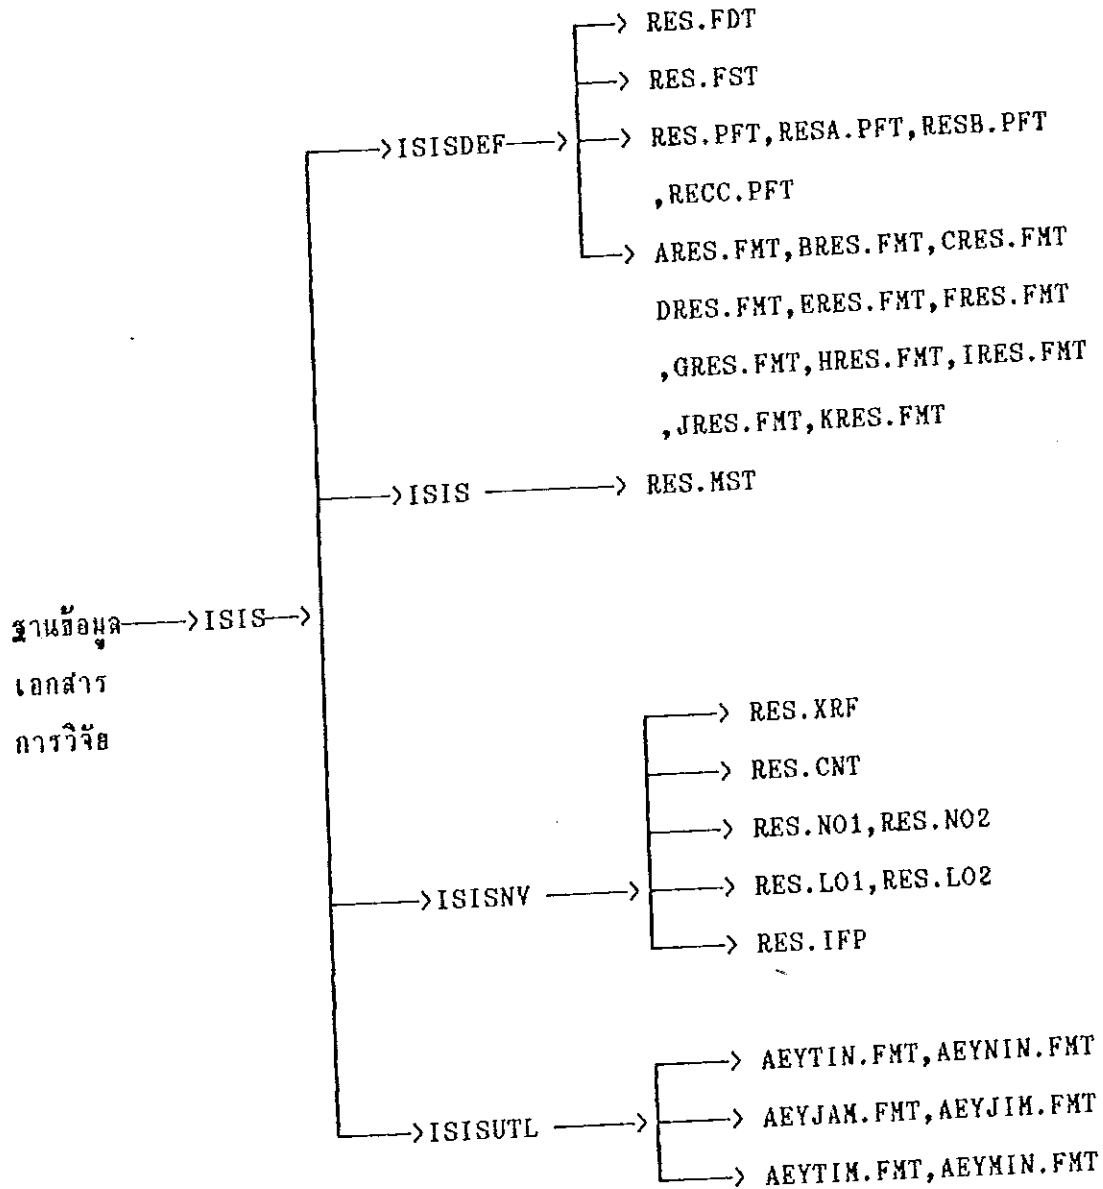 RES.FDT
RES.FST
ISISDEF
RES.PFT,RESA.PFT,RESB.PFT
,RECC.PFT
ARES.FMT,BRES.FMT,CRES.FMT
DRES.FMT,ERES.FMT,FRES.FMT
,GRES.FMT,HRES.FMT,IRES.FMT
,JRES.FMT,KRES.FMT
ISIS RES.MST
ฐานข้อมูล ISIS
เอกสาร
การวิจัย
RES.XRF
RES.CNT
RES.NO1,RES.NO2
ISISNV RES.LO1,RES.LO2
RES.IFP
AEYTIN.FMT,AEYNIN.FMT
ISISUTL AEYJAM.FMT,AEYJIM.FMT
AEYTIM.FMT,AEYMIN.FMT